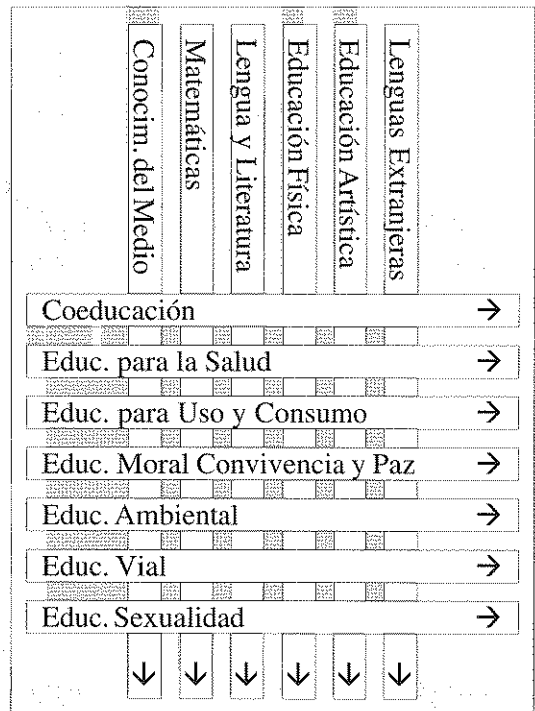 Conocim. del Medio
Matemáticas
Lengua y Literatura
Educación Física
Educación Artística
Lenguas Extranjeras
Coeducación →
Educ. para la Salud →
Educ. para Uso y Consumo →
Educ. Moral Convivencia y Paz →
Educ. Ambiental →
Educ. Vial →
Educ. Sexualidad →